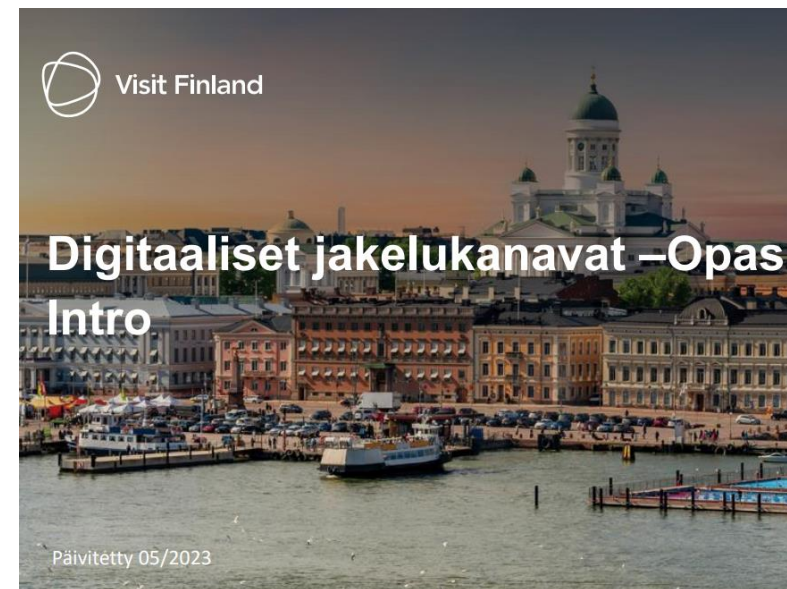 Visit Finland
Digitaaliset jakelukanavat –Opas
Intro
Päivitetty 05/2023